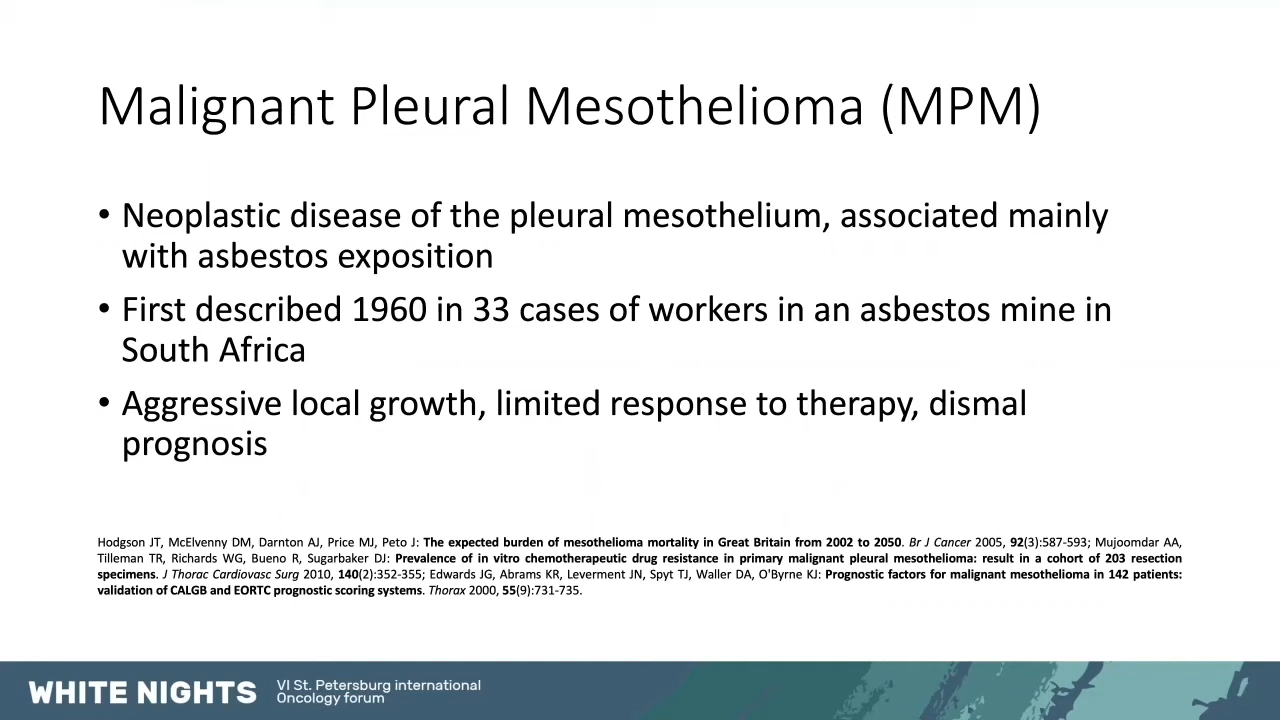 Malignant Pleural Mesothelioma (MPM)
• Neoplastic disease of the pleural mesothelium, associated mainly
with asbestos exposition
• First described 1960 in 33 cases of workers in an asbestos mine in
South Africa
• Aggressive local growth, limited response to therapy, dismal
prognosis
Hodgson JT, McElvenny DM, Darnton AJ, Price MJ, Peto J: The expected burden of mesothelioma mortality in Great Britain from 2002 to 2050. Br J Cancer 2005, 92(3):587-593; Mujoomdar AA,
Tilleman TR, Richards WG, Bueno R, Sugarbaker DJ: Prevalence of in vitro chemotherapeutic drug resistance in primary malignant pleural mesothelioma: result in a cohort of 203 resection
specimens. J Thorac Cardiovasc Surg 2010, 140(2):352-355; Edwards JG, Abrams KR, Leverment JN, Spyt TJ, Waller DA, O'Byrne KJ: Prognostic factors for malignant mesothelioma in 142 patients:
validation of CALGB and EORTC prognostic scoring systems. Thorax 2000, 55(9):731-735.
WHITE NIGHTS
VI St. Petersburg international
Oncology forum